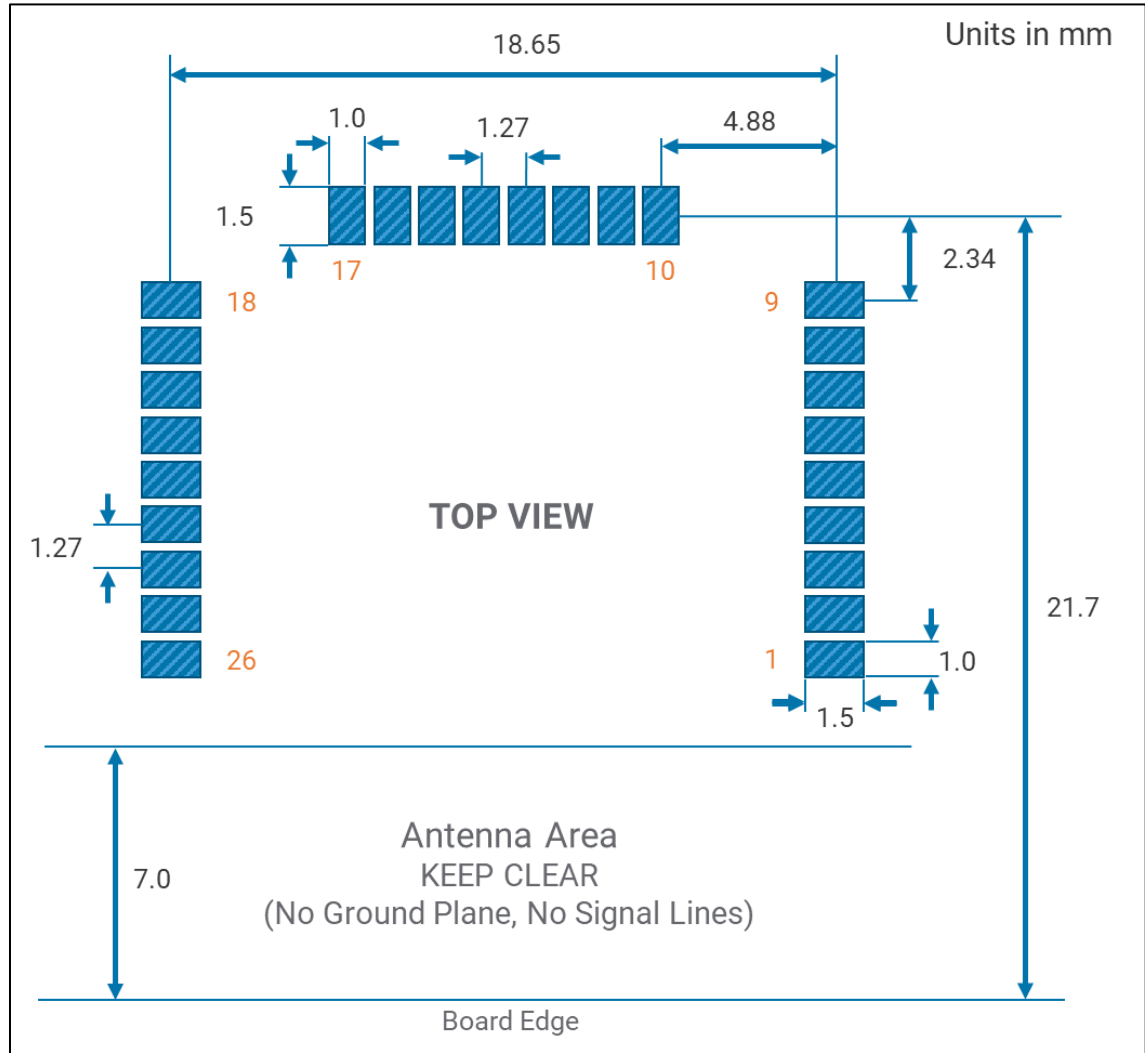 Units in mm
18.65
1.0
1.27
4.88
1.5
2.34
17
10
18
9
TOP VIEW
1.27
21.7
26
1
1.0
1.5
Antenna Area
KEEP CLEAR
7.0
(No Ground Plane, No Signal Lines)
Board Edge